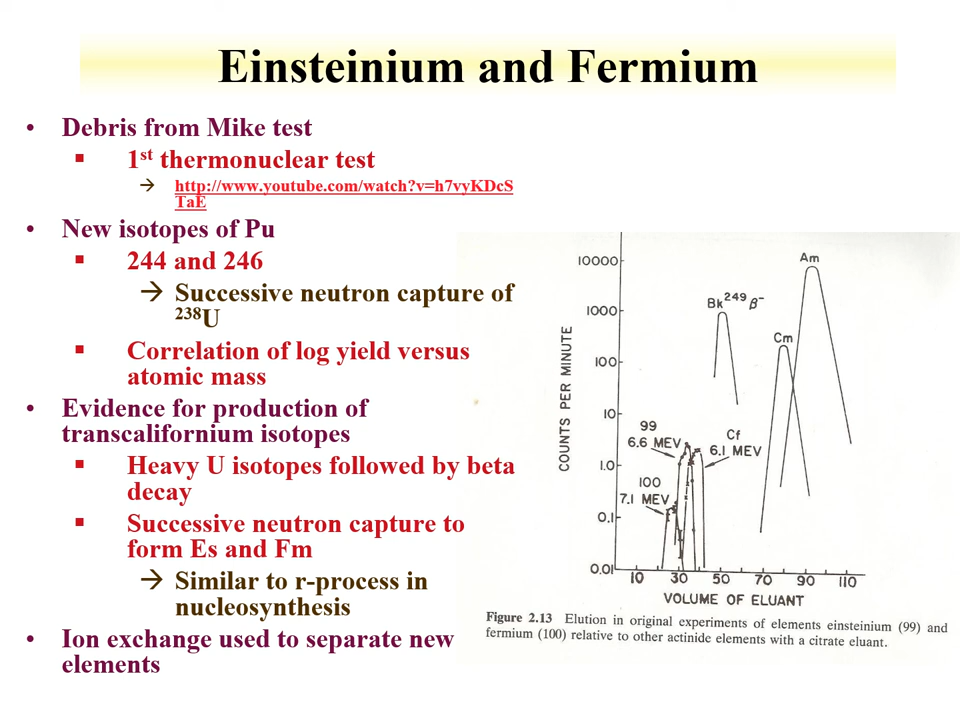 Einsteinium and Fermium
• Debris from Mike test
▪ 1st thermonuclear test
→ http://www.youtube.com/watch?v=h7vyKDcS
TaE
• New isotopes of Pu
▪ 244 and 246
→ Successive neutron capture of
238U
▪ Correlation of log yield versus
atomic mass
• Evidence for production of
transcalifornium isotopes
▪ Heavy U isotopes followed by beta
decay
▪ Successive neutron capture to
form Es and Fm
→ Similar to r-process in
nucleosynthesis
• Ion exchange used to separate new
elements
COUNTS PER MINUTE
10000
1000
100
10
1.0
0.1
0.01
Am
Bk249 β−
Cm
99
6.6 MEV
Cf
6.1 MEV
100
7.1 MEV
10 30 50 70 90 110
VOLUME OF ELUANT
Figure 2.13 Elution in original experiments of elements einsteinium (99) and
fermium (100) relative to other actinide elements with a citrate eluant.